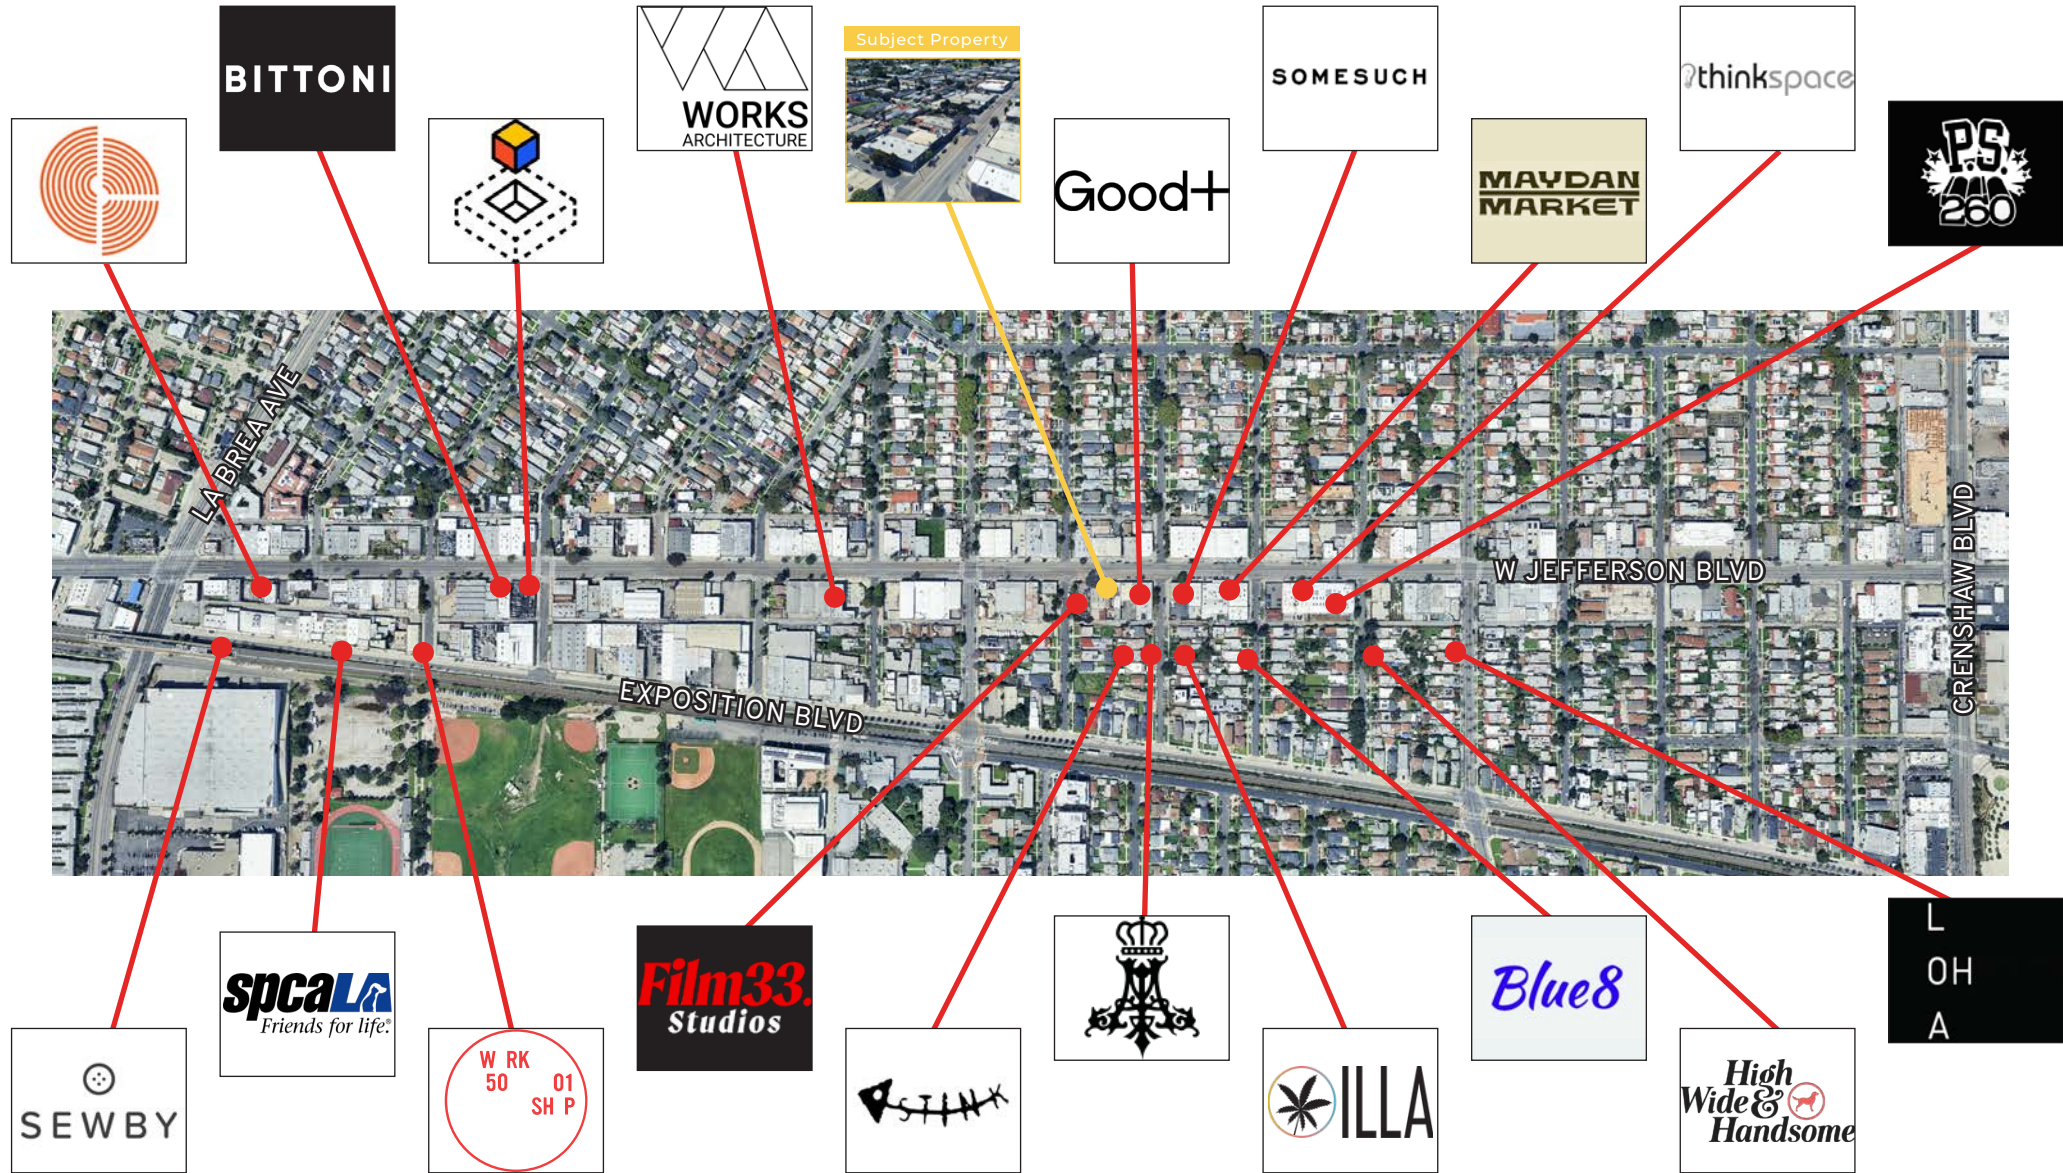 BITTONI
WORKS
ARCHITECTURE
Subject Property
Good+
SOMESUCH
MAYDAN
MARKET
thinkspace
P.S.
260
LA BREA AVE
W JEFFERSON BLVD
CRENSHAW BLVD
EXPOSITION BLVD
SEWBY
spcaLA
Friends for life.®
W RK
50 01
SH P
Film33.
Studios
STINK
ILLA
Blue8
High
Wide &
Handsome
L
OH
A